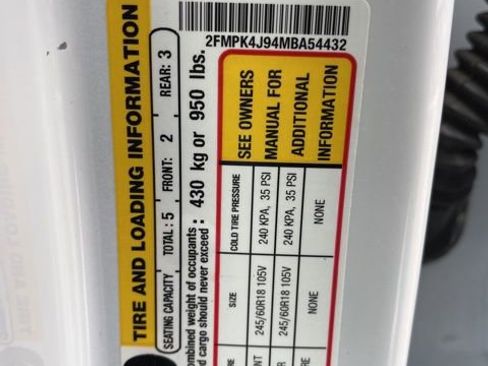 2FMPK4J94MBA54432
TIRE AND LOADING INFORMATION
SEATING CAPACITY TOTAL: 5 FRONT: 2 REAR: 3
ombined weight of occupants
d cargo should never exceed: 430 kg or 950 lbs.
SIZE COLD TIRE PRESSURE SEE OWNERS
245/60R18 105V 240 KPA, 35 PSI MANUAL FOR
245/60R18 105V 240 KPA, 35 PSI ADDITIONAL
NONE NONE INFORMATION